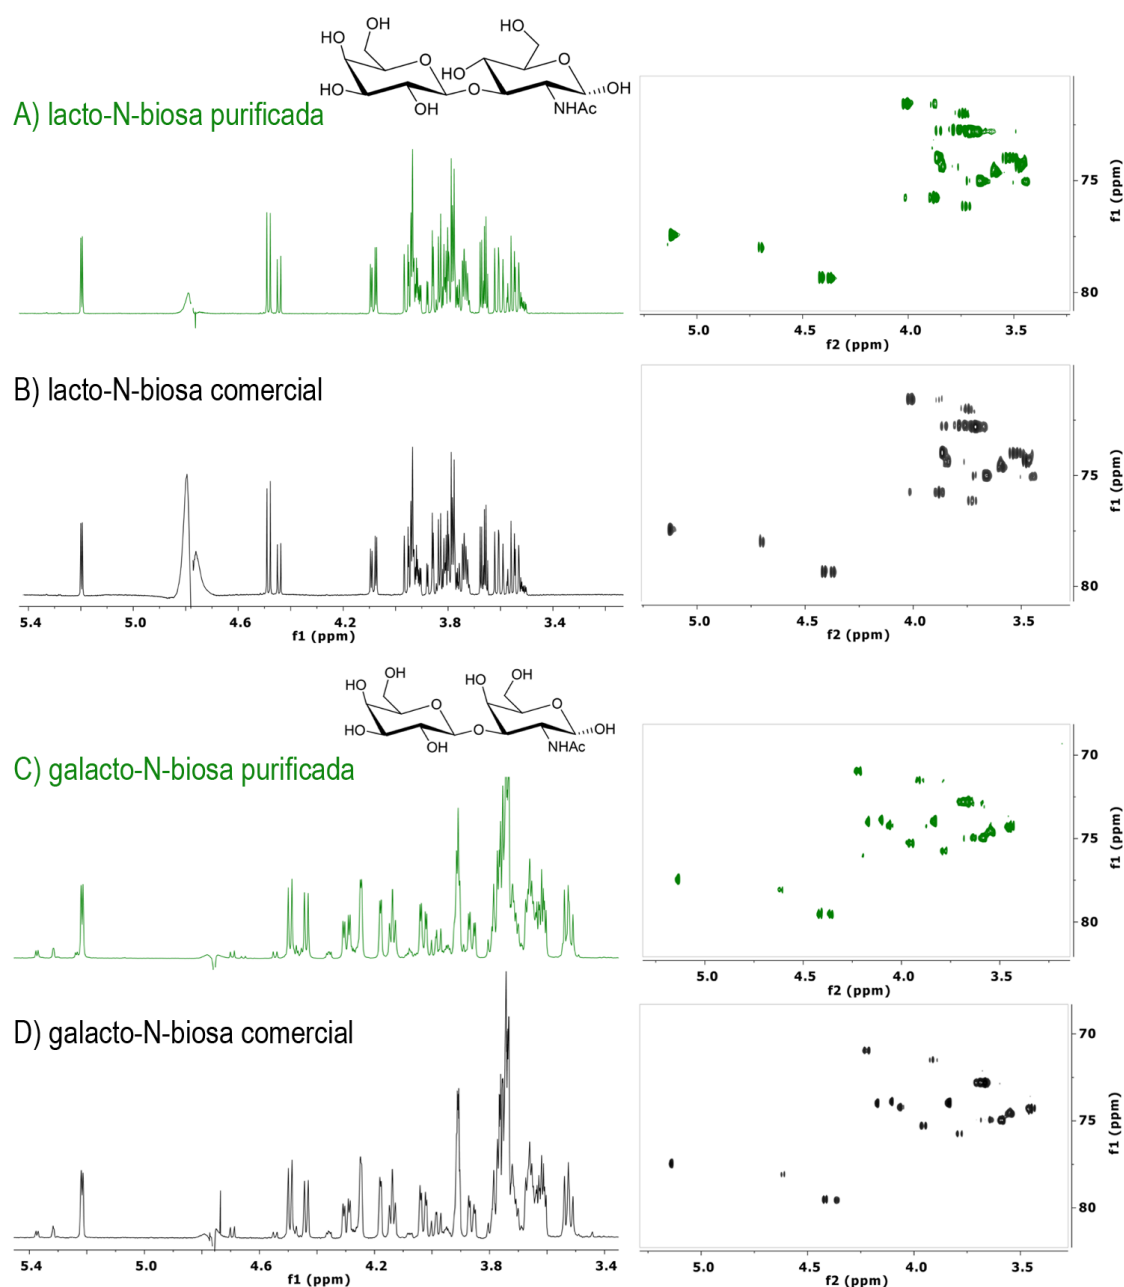 OH
HO
HO
OH
O
HO
O
HO
O
OH
OH
NHAc
A) lacto-N-biosa purificada
75
80
f1 (ppm)
5.0 4.5 4.0 3.5
f2 (ppm)
B) lacto-N-biosa comercial
5.4 5.0 4.6 4.2 3.8 3.4
f1 (ppm)
75
80
f1 (ppm)
5.0 4.5 4.0 3.5
f2 (ppm)
OH
OH
HO
HO
O
O
HO
O
OH
OH
NHAc
C) galacto-N-biosa purificada
70
75
80
f1 (ppm)
5.0 4.5 4.0 3.5
f2 (ppm)
D) galacto-N-biosa comercial
5.4 5.0 4.6 4.2 3.8 3.4
f1 (ppm)
70
75
80
f1 (ppm)
5.0 4.5 4.0 3.5
f2 (ppm)